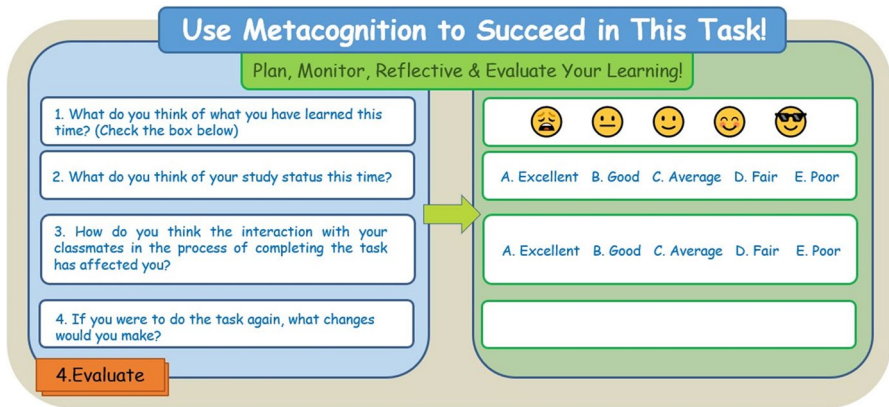 Use Metacognition to Succeed in This Task!
Plan, Monitor, Reflective & Evaluate Your Learning!
1. What do you think of what you have learned this
time? (Check the box below)
2. What do you think of your study status this time?
A. Excellent B. Good C. Average D. Fair E. Poor
3. How do you think the interaction with your
classmates in the process of completing the task
has affected you?
A. Excellent B. Good C. Average D. Fair E. Poor
4. If you were to do the task again, what changes
would you make?
4.Evaluate